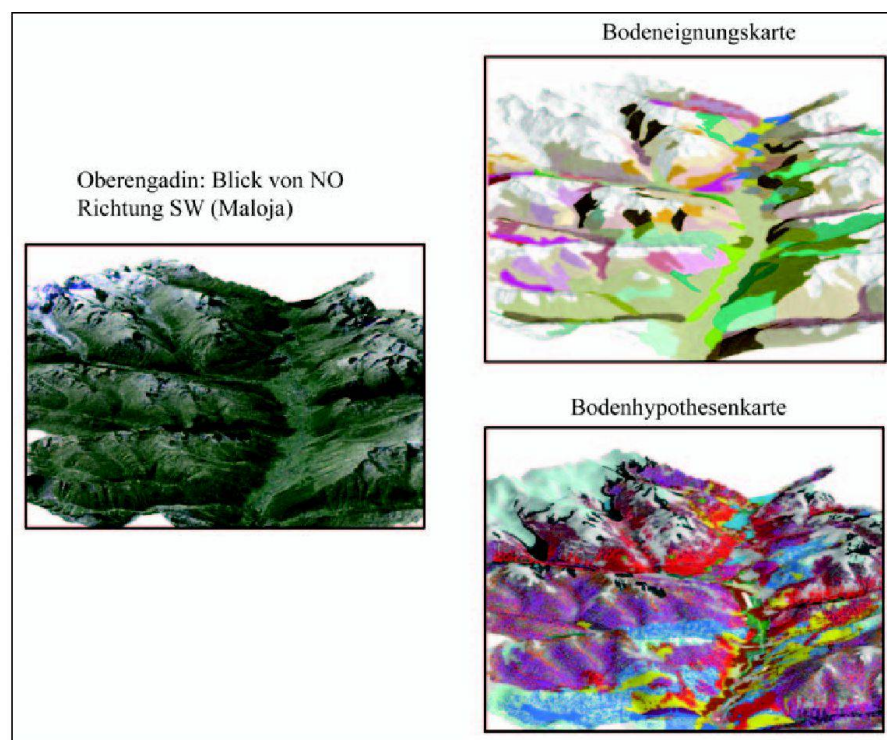 Bodeneignungskarte
Oberengadin: Blick von NO
Richtung SW (Maloja)
Bodenhypothesenkarte